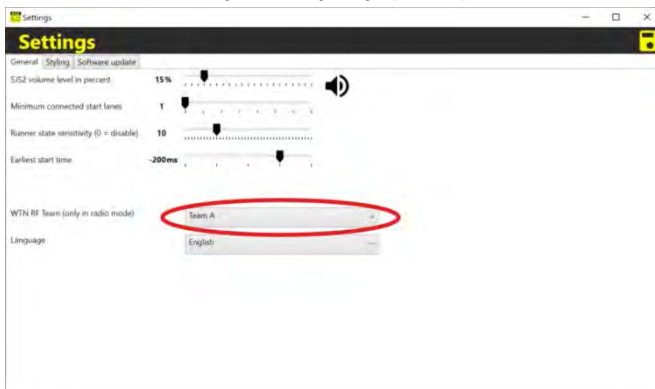 Settings
Settings
General Styling Software update
SIS2 volume level in percent 15%
Minimum connected start lanes 1
Runner state sensitivity (0 = disable) 10
Earliest start time -200ms
WTN RF Team (only in radio mode) Team A
Language English